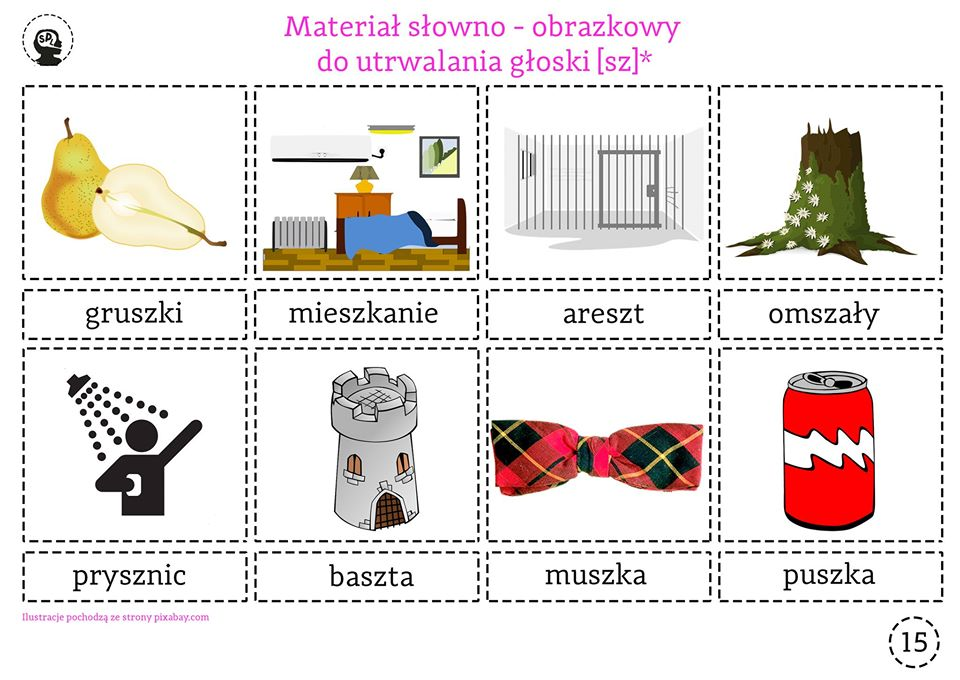 SPL
Materiał słowno - obrazkowy
do utrwalania głoski [sz]*
gruszki mieszkanie areszt omszały
prysznic baszta muszka puszka
Ilustracje pochodzą ze strony pixabay.com
15